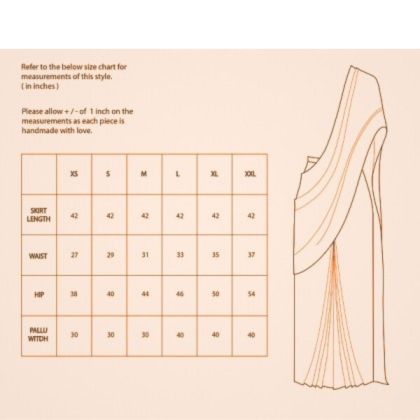 Refer to the below size chart for
measurements of this style.
( in inches )
Please allow + / - of 1 inch on the
measurements as each piece is
handmade with love.
XS S M L XL XXL
SKIRT
LENGTH 42 42 42 42 42 42
WAIST 27 29 31 33 35 37
HIP 38 40 44 46 50 54
PALLU
WITDH 30 30 30 40 40 40